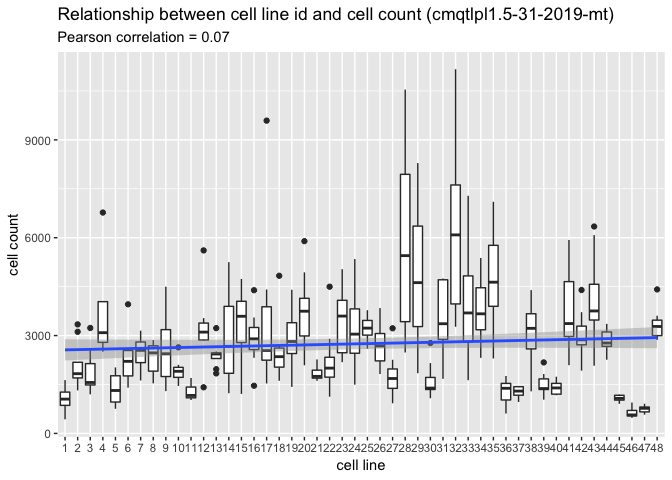 Relationship between cell line id and cell count (cmqtlpl1.5-31-2019-mt)
Pearson correlation = 0.07
9000
6000
3000
0
cell count
1 2 3 4 5 6 7 8 9 10 11 12 13 14 15 16 17 18 19 20 21 22 23 24 25 26 27 28 29 30 31 32 33 34 35 36 37 38 39 40 41 42 43 44 45 46 47 48
cell line